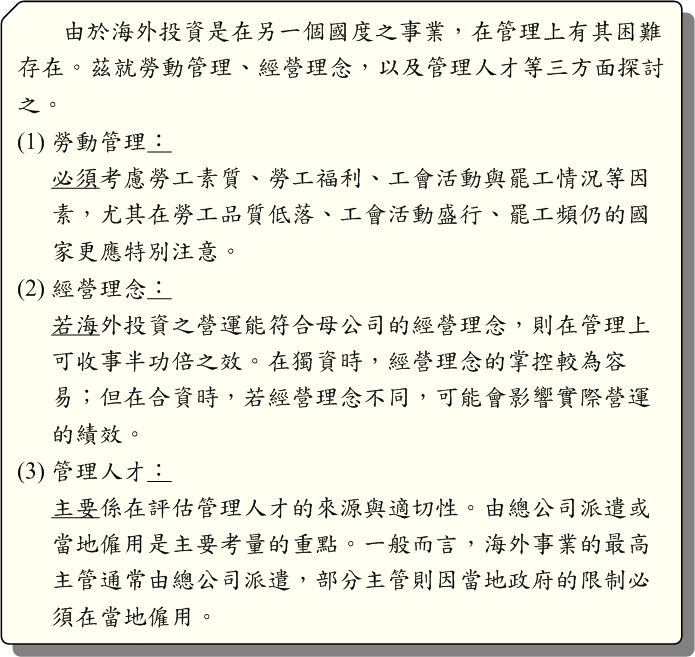 由於海外投資是在另一個國度之事業，在管理上有其困難
存在。茲就勞動管理、經營理念，以及管理人才等三方面探討
之。
(1) 勞動管理：
必須考慮勞工素質、勞工福利、工會活動與罷工情況等因
素，尤其在勞工品質低落、工會活動盛行、罷工頻仍的國
家更應特別注意。
(2) 經營理念：
若海外投資之營運能符合母公司的經營理念，則在管理上
可收事半功倍之效。在獨資時，經營理念的掌控較為容
易；但在合資時，若經營理念不同，可能會影響實際營運
的績效。
(3) 管理人才：
主要係在評估管理人才的來源與適切性。由總公司派遣或
當地僱用是主要考量的重點。一般而言，海外事業的最高
主管通常由總公司派遣，部分主管則因當地政府的限制必
須在當地僱用。